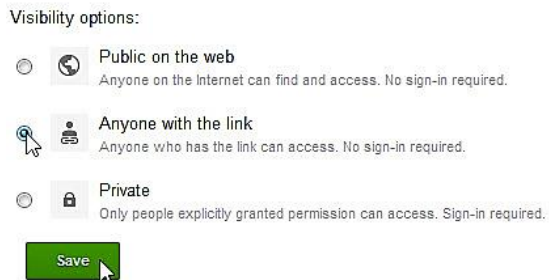 Visibility options:
Public on the web
Anyone on the Internet can find and access. No sign-in required.
Anyone with the link
Anyone who has the link can access. No sign-in required.
Private
Only people explicitly granted permission can access. Sign-in required.
Save